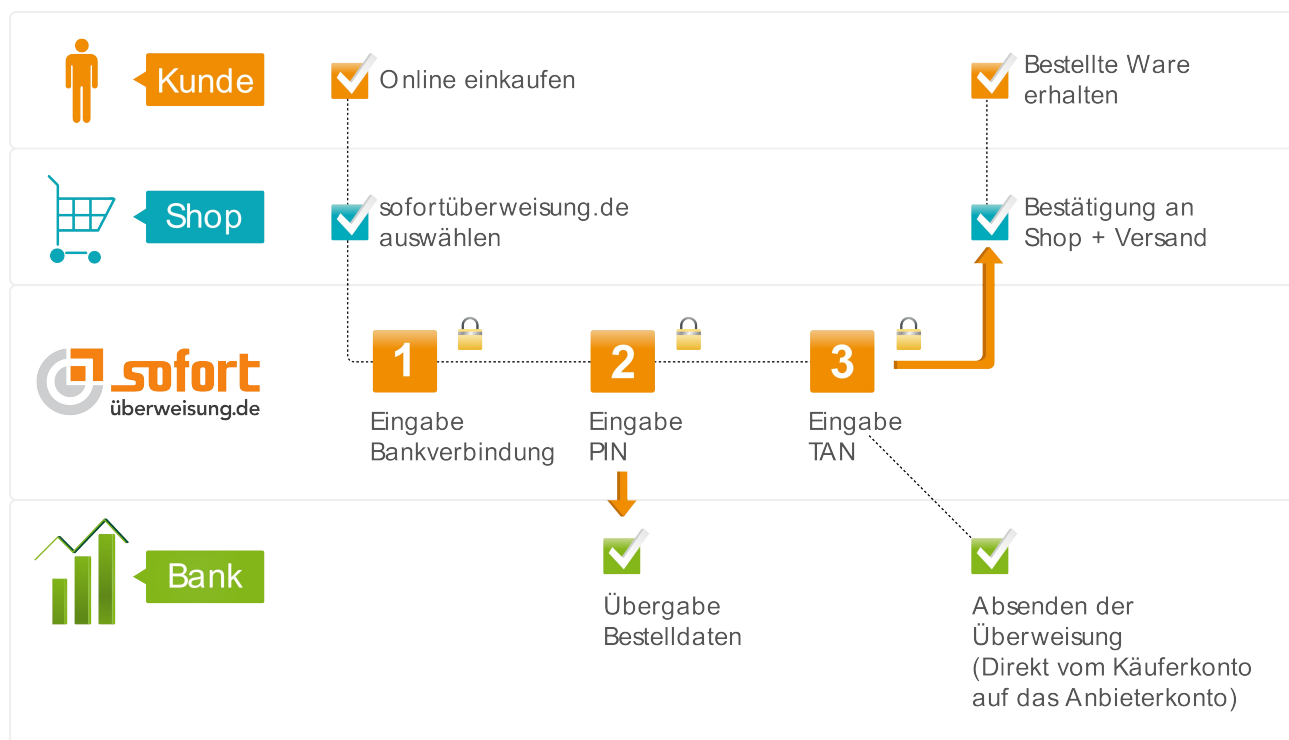 Kunde
Online einkaufen
Bestellte Ware
erhalten
Shop
sofortüberweisung.de
auswählen
Bestätigung an
Shop + Versand
sofort
überweisung.de
1
2
3
Eingabe
Bankverbindung
Eingabe
PIN
Eingabe
TAN
Bank
Übergabe
Bestelldaten
Absenden der
Überweisung
(Direkt vom Käuferkonto
auf das Anbieterkonto)